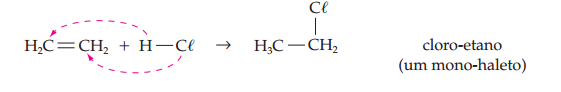 Cℓ
H₂C=CH₂ + H—Cℓ → H₃C—CH₂ cloro-etano
(um mono-haleto)